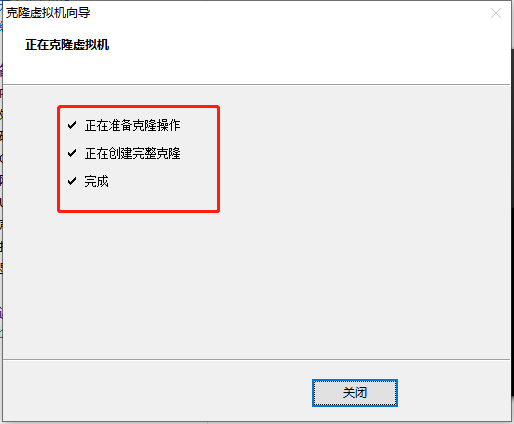 克隆虚拟机向导
正在克隆虚拟机
正在准备克隆操作
正在创建完整克隆
完成
关闭